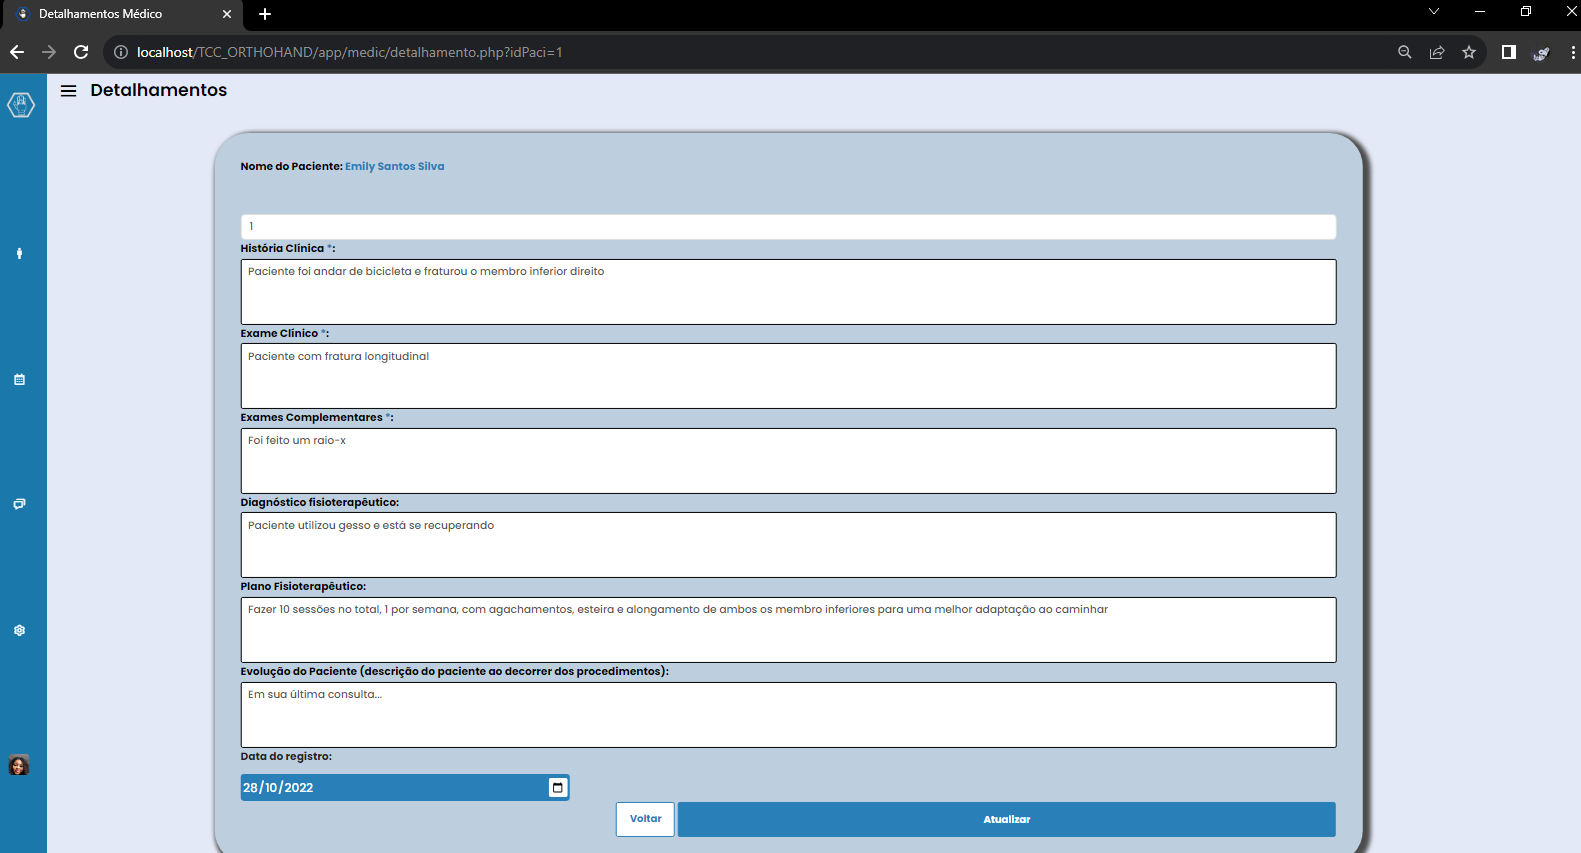 Detalhamentos Médico
localhost/TCC_ORTHOHAND/app/medic/detalhamento.php?idPaci=1
Detalhamentos
Nome do Paciente: Emily Santos Silva
1
História Clínica *:
Paciente foi andar de bicicleta e fraturou o membro inferior direito
Exame Clínico *:
Paciente com fratura longitudinal
Exames Complementares *:
Foi feito um raio-x
Diagnóstico fisioterapêutico:
Paciente utilizou gesso e está se recuperando
Plano Fisioterapêutico:
Fazer 10 sessões no total, 1 por semana, com agachamentos, esteira e alongamento de ambos os membro inferiores para uma melhor adaptação ao caminhar
Evolução do Paciente (descrição do paciente ao decorrer dos procedimentos):
Em sua última consulta...
Data do registro:
28/10/2022
Voltar
Atualizar